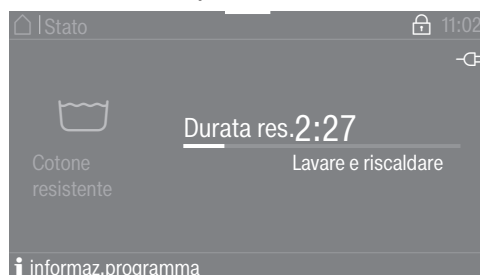 Stato 11:02
Durata res.2:27
Cotone
resistente
Lavare e riscaldare
i informaz.programma